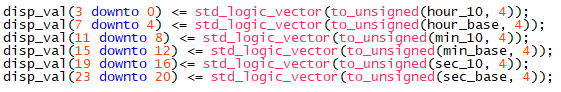 disp_val(3 downto 0) <= std_logic_vector(to_unsigned(hour_10, 4));
disp_val(7 downto 4) <= std_logic_vector(to_unsigned(hour_base, 4));
disp_val(11 downto 8) <= std_logic_vector(to_unsigned(min_10, 4));
disp_val(15 downto 12) <= std_logic_vector(to_unsigned(min_base, 4));
disp_val(19 downto 16)<= std_logic_vector(to_unsigned(sec_10, 4));
disp_val(23 downto 20) <= std_logic_vector(to_unsigned(sec_base, 4));